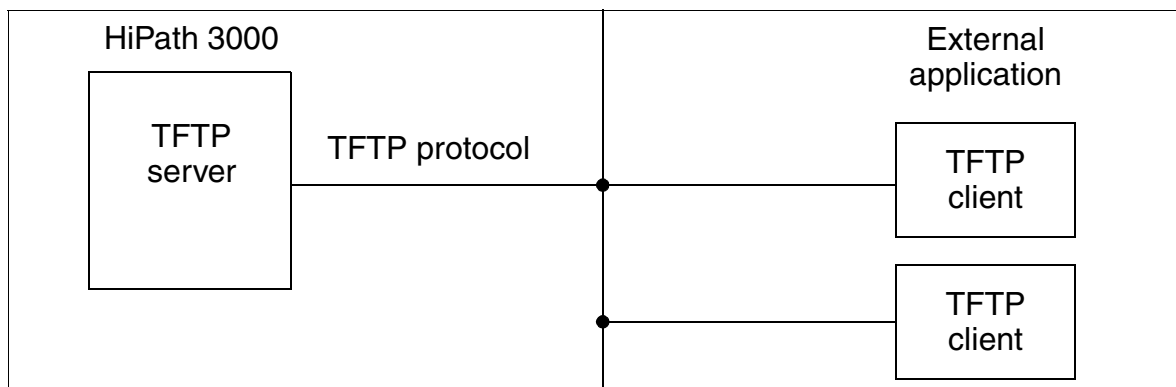 HiPath 3000
TFTP
server
TFTP protocol
External
application
TFTP
client
TFTP
client